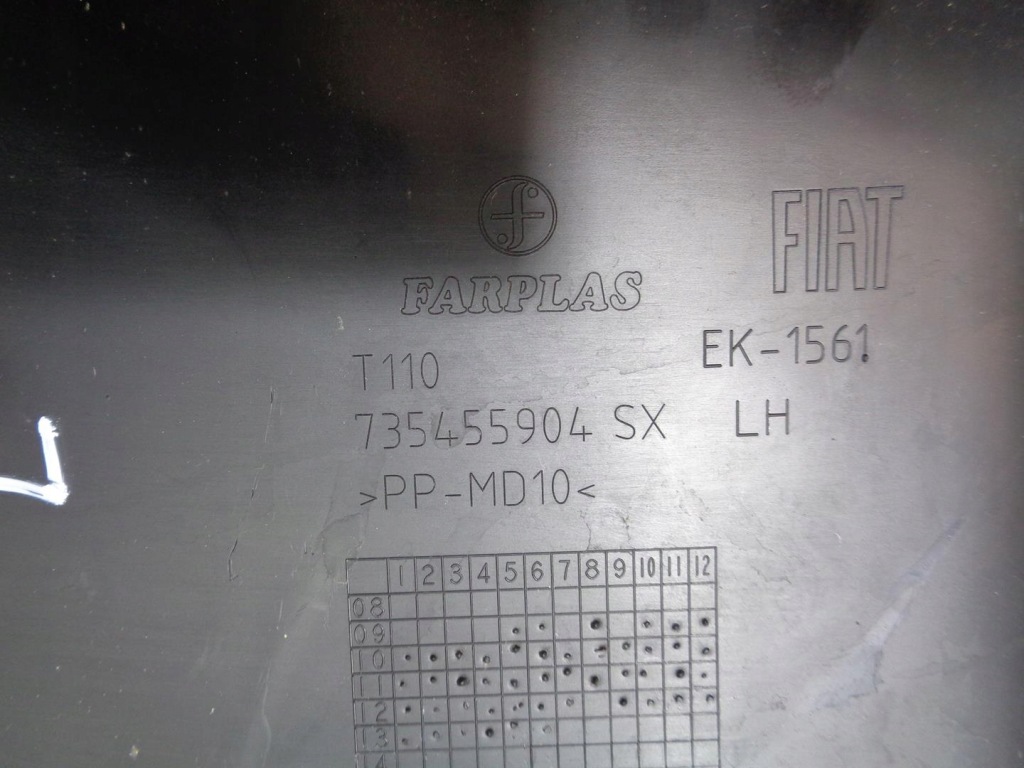 FIAT
FARPLAS
EK-1561
T110
735455904 SX LH
>PP-MD10<
1 2 3 4 5 6 7 8 9 10 11 12
08
09
10
11
12
13